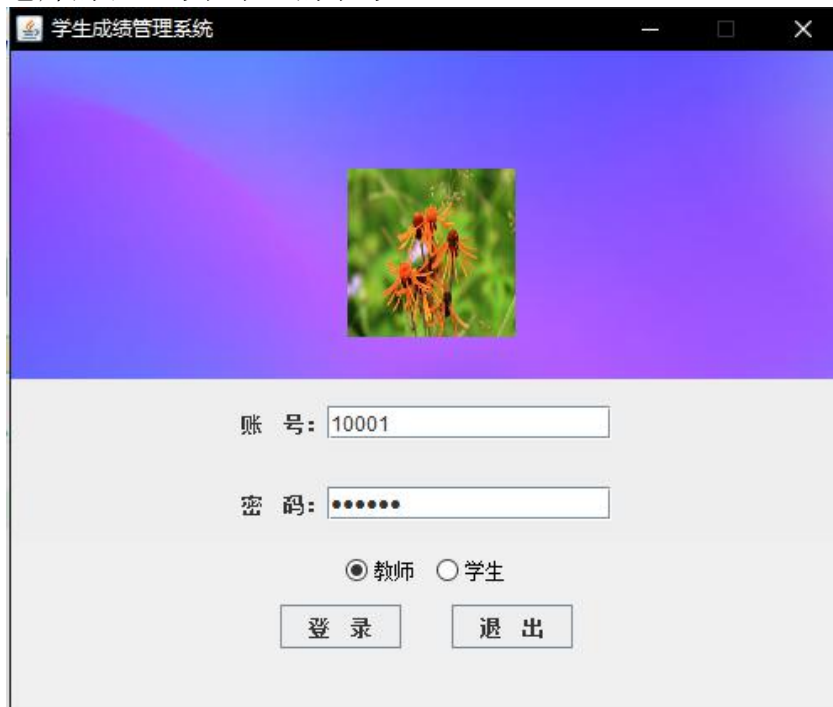 学生成绩管理系统
账 号: 10001
密 码: ••••••
教师 学生
登 录 退 出